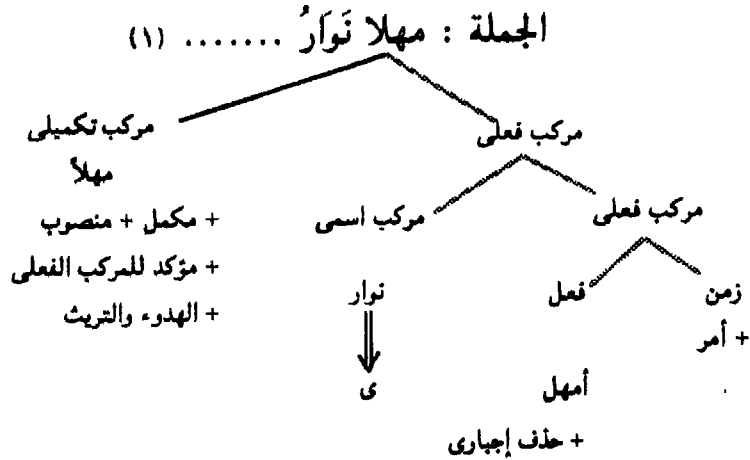 الجملة : مهلا نَوَارُ ....... (١)
مركب فعلى
مركب تكميلى
مهلاً
مركب فعلى
مركب اسمى
+ مكمل + منصوب
+ مؤكد للمركب الفعلى
زمن
فعل
نوار
+ الهدوء والتريث
+ أمر
أمهل
ى
+ حذف إجبارى